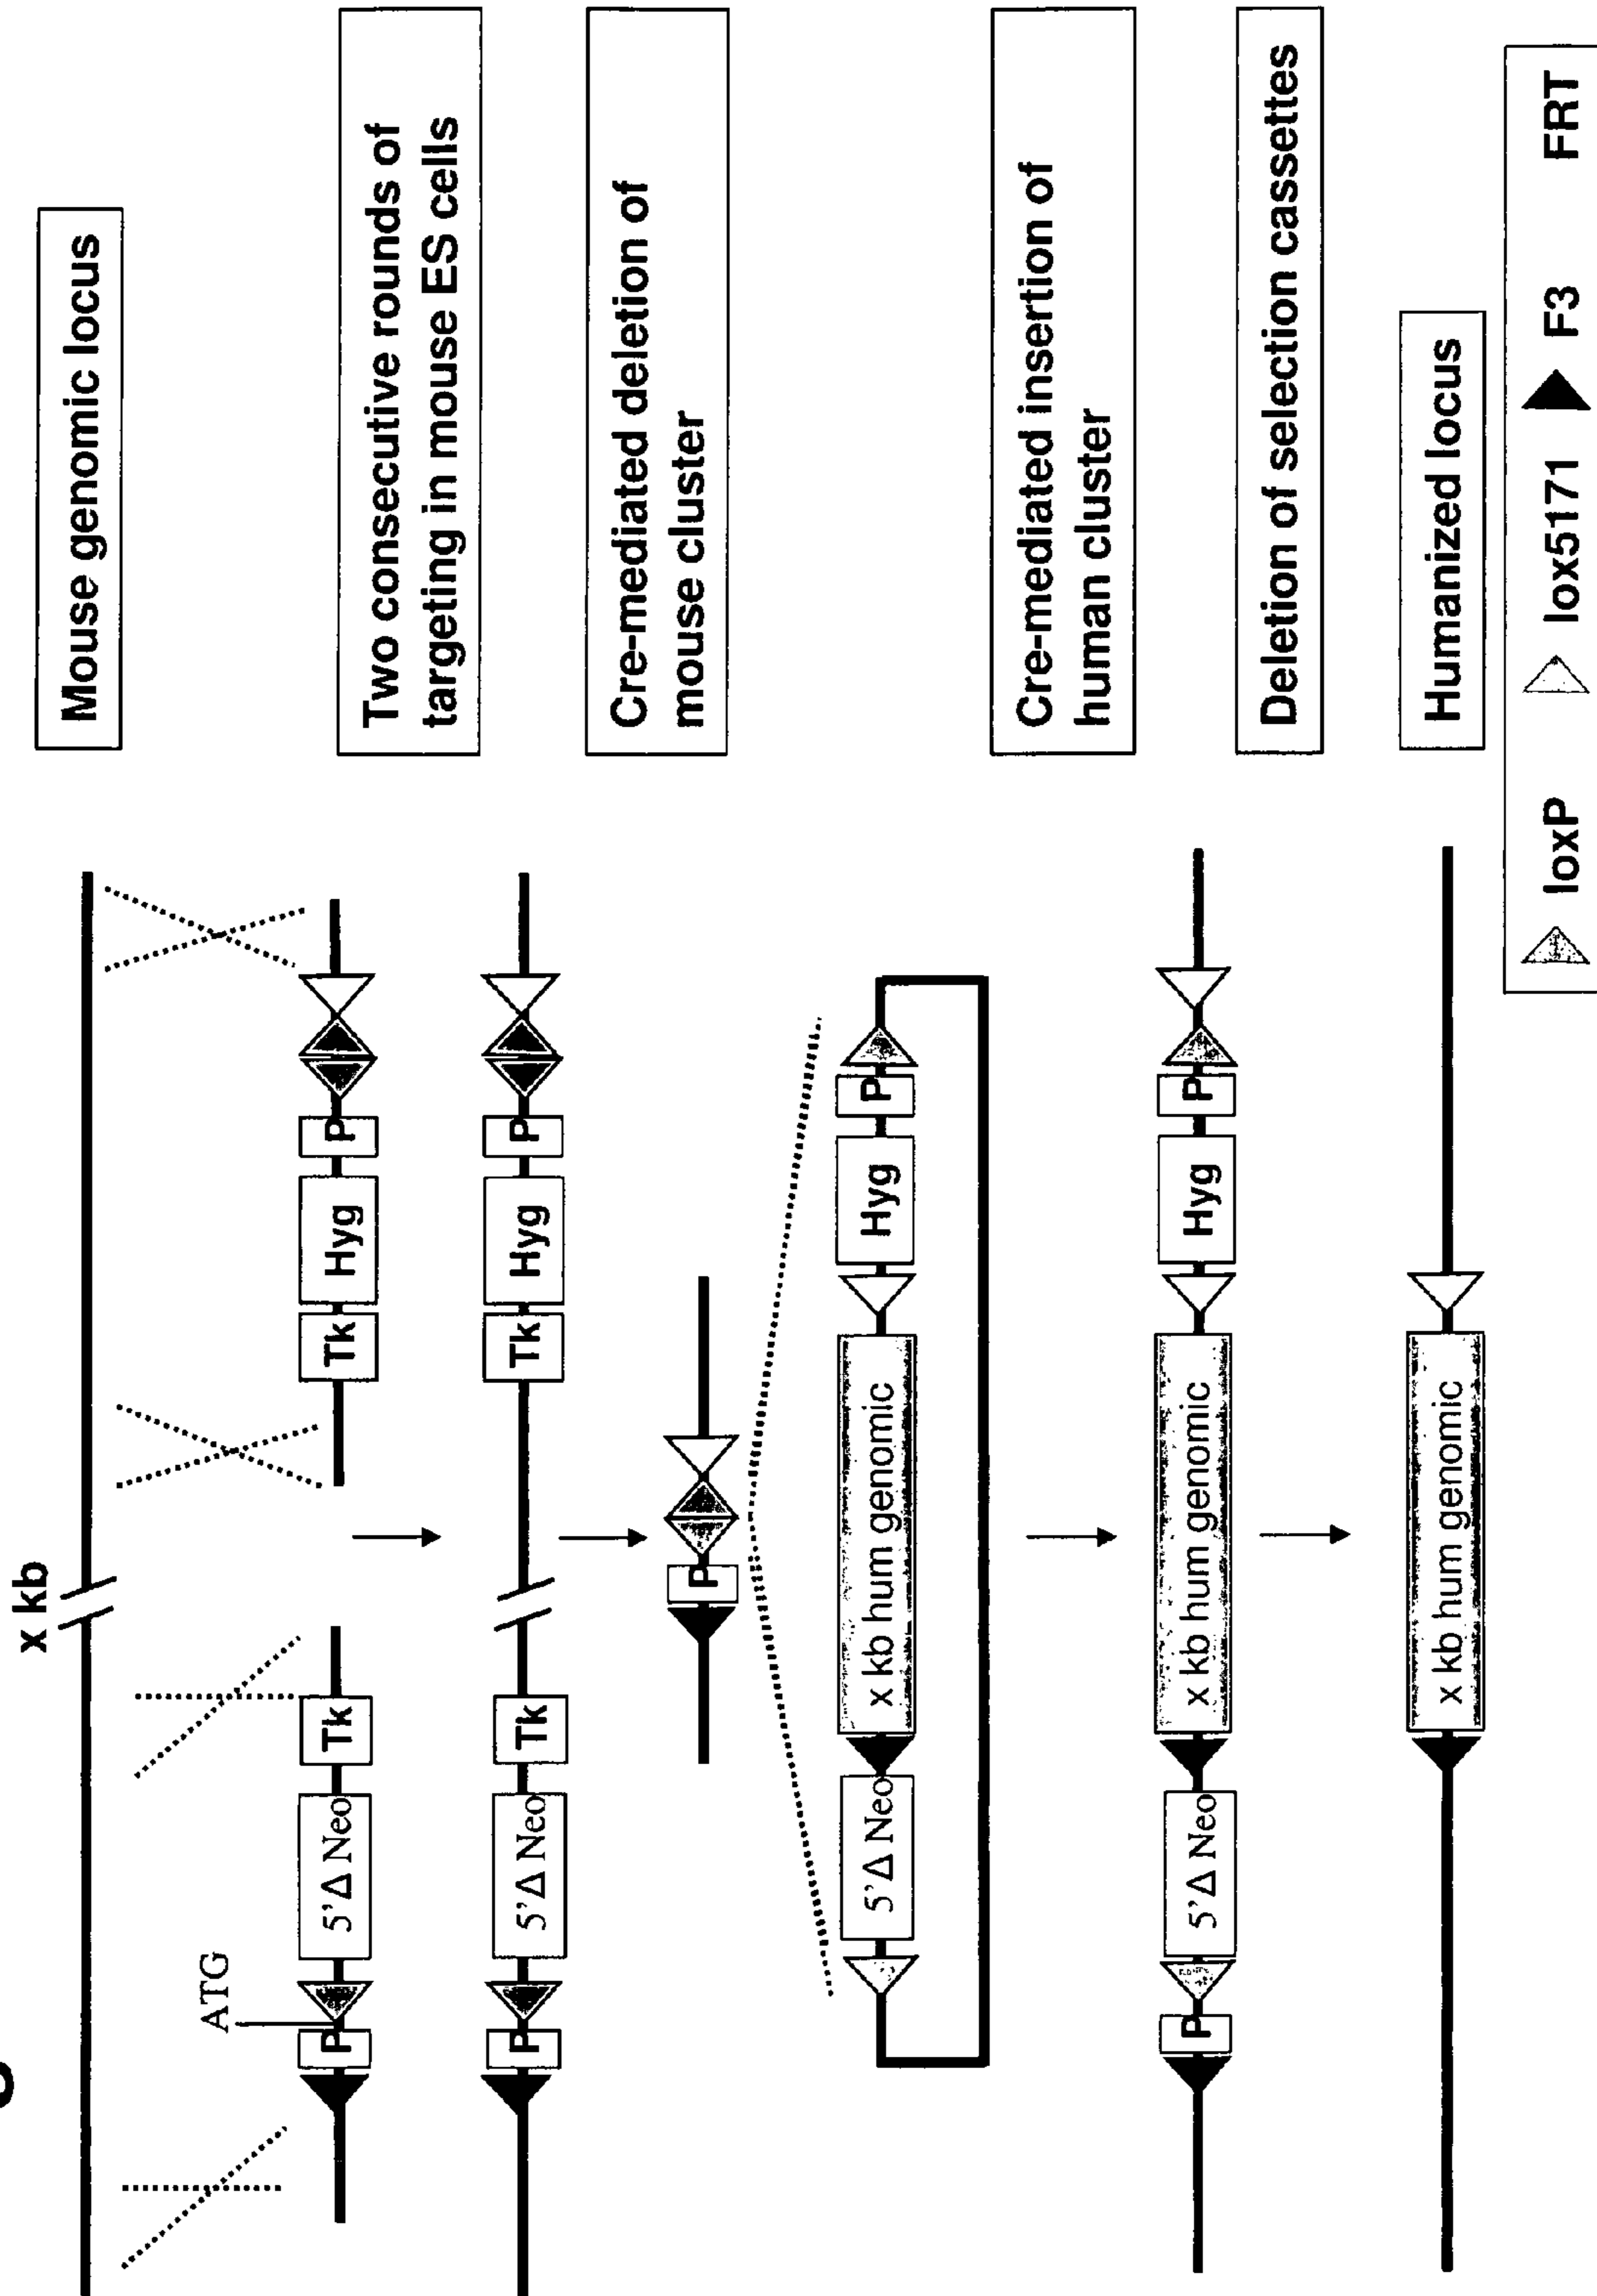 x kb
Mouse genomic locus
ATG
P 5'Δ Neo Tk Tk Hyg P
Two consecutive rounds of
targeting in mouse ES cells
P 5'Δ Neo Tk Tk Hyg P
Cre-mediated deletion of
mouse cluster
P
5'Δ Neo x kb hum genomic Hyg P
Cre-mediated insertion of
human cluster
P 5'Δ Neo x kb hum genomic Hyg P
Deletion of selection cassettes
x kb hum genomic
Humanized locus
loxP lox5171 F3 FRT